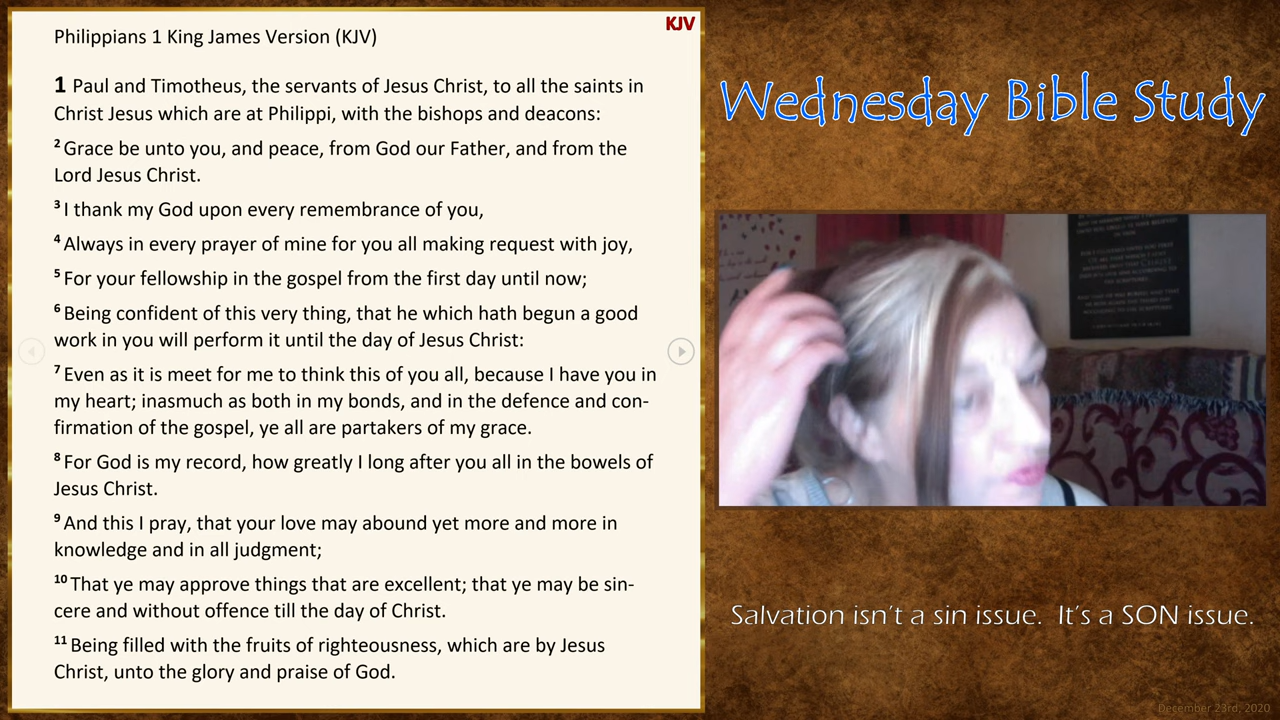 KJV
Philippians 1 King James Version (KJV)
1 Paul and Timotheus, the servants of Jesus Christ, to all the saints in
Christ Jesus which are at Philippi, with the bishops and deacons:
2 Grace be unto you, and peace, from God our Father, and from the
Lord Jesus Christ.
3 I thank my God upon every remembrance of you,
4 Always in every prayer of mine for you all making request with joy,
5 For your fellowship in the gospel from the first day until now;
6 Being confident of this very thing, that he which hath begun a good
work in you will perform it until the day of Jesus Christ:
7 Even as it is meet for me to think this of you all, because I have you in
my heart; inasmuch as both in my bonds, and in the defence and con-
firmation of the gospel, ye all are partakers of my grace.
8 For God is my record, how greatly I long after you all in the bowels of
Jesus Christ.
9 And this I pray, that your love may abound yet more and more in
knowledge and in all judgment;
10 That ye may approve things that are excellent; that ye may be sin-
cere and without offence till the day of Christ.
11 Being filled with the fruits of righteousness, which are by Jesus
Christ, unto the glory and praise of God.
Wednesday Bible Study
Salvation isn't a sin issue. It's a SON issue.
December 23rd, 2020